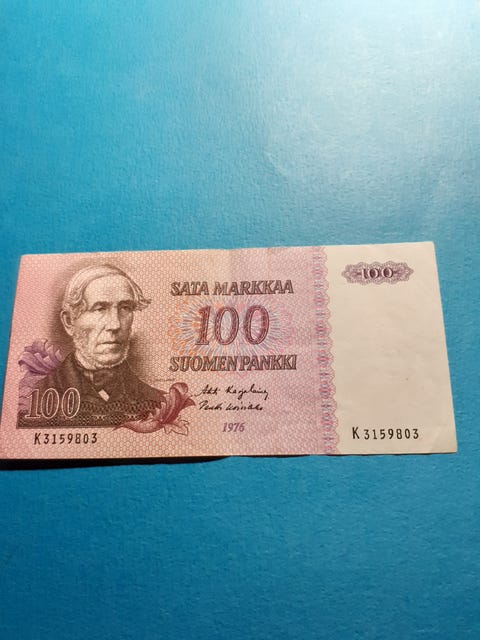 SATA MARKKAA
100
100
SUOMEN PANKKI
100
1976
K3159803
K3159803